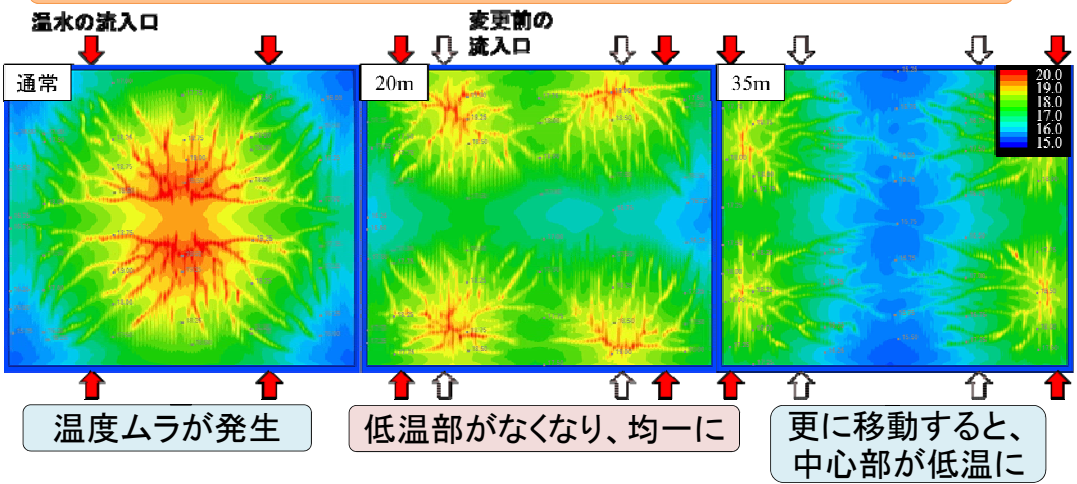 温水の流入口
変更前の
流入口
通常
20m
35m
20.0
19.0
18.0
17.0
16.0
15.0
温度ムラが発生
低温部がなくなり、均一に
更に移動すると、
中心部が低温に